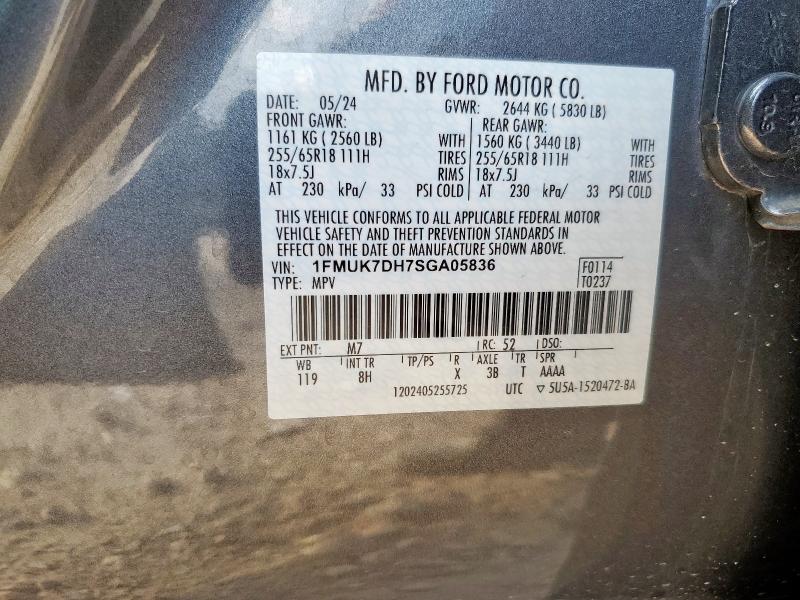 MFD. BY FORD MOTOR CO.
DATE: 05/24 GVWR: 2644 KG ( 5830 LB)
FRONT GAWR: REAR GAWR:
1161 KG ( 2560 LB) WITH 1560 KG ( 3440 LB) WITH
255/65R18 111H TIRES 255/65R18 111H TIRES
18x7.5J RIMS 18x7.5J RIMS
AT 230 kPa/ 33 PSI COLD AT 230 kPa/ 33 PSI COLD
THIS VEHICLE CONFORMS TO ALL APPLICABLE FEDERAL MOTOR
VEHICLE SAFETY AND THEFT PREVENTION STANDARDS IN
EFFECT ON THE DATE OF MANUFACTURE SHOWN ABOVE.
VIN: 1FMUK7DH7SGA05836 F0114
TYPE: MPV T0237
EXT PNT: M7 RC: 52 DSO:
WB INT TR TP/PS R AXLE TR SPR
119 8H X 3B T AAAA
1202405255725 UTC ▽ 5U5A-1520472-BA